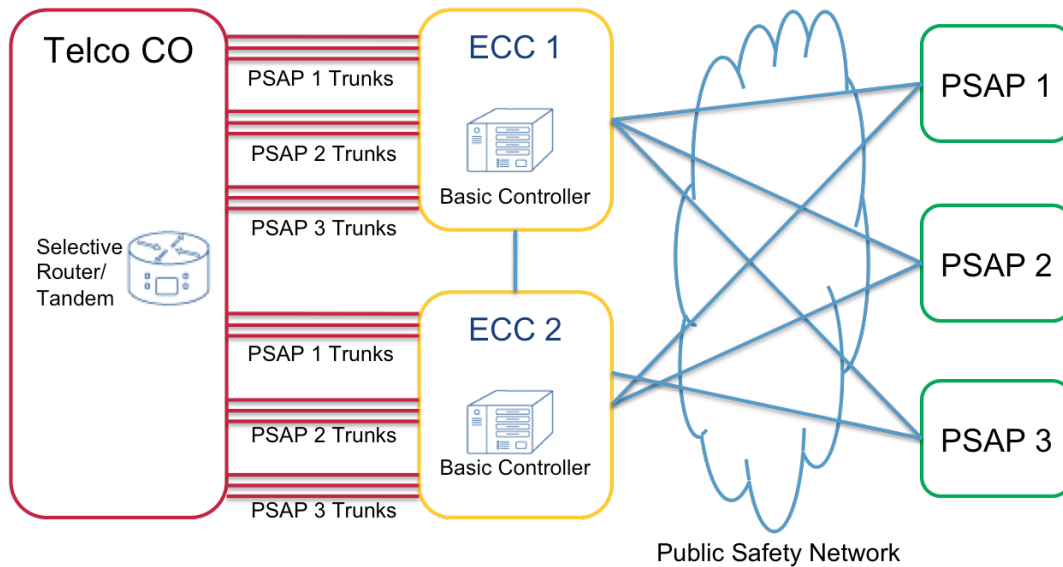 Telco CO
Selective
Router/
Tandem
PSAP 1 Trunks
PSAP 2 Trunks
PSAP 3 Trunks
PSAP 1 Trunks
PSAP 2 Trunks
PSAP 3 Trunks
ECC 1
Basic Controller
ECC 2
Basic Controller
Public Safety Network
PSAP 1
PSAP 2
PSAP 3